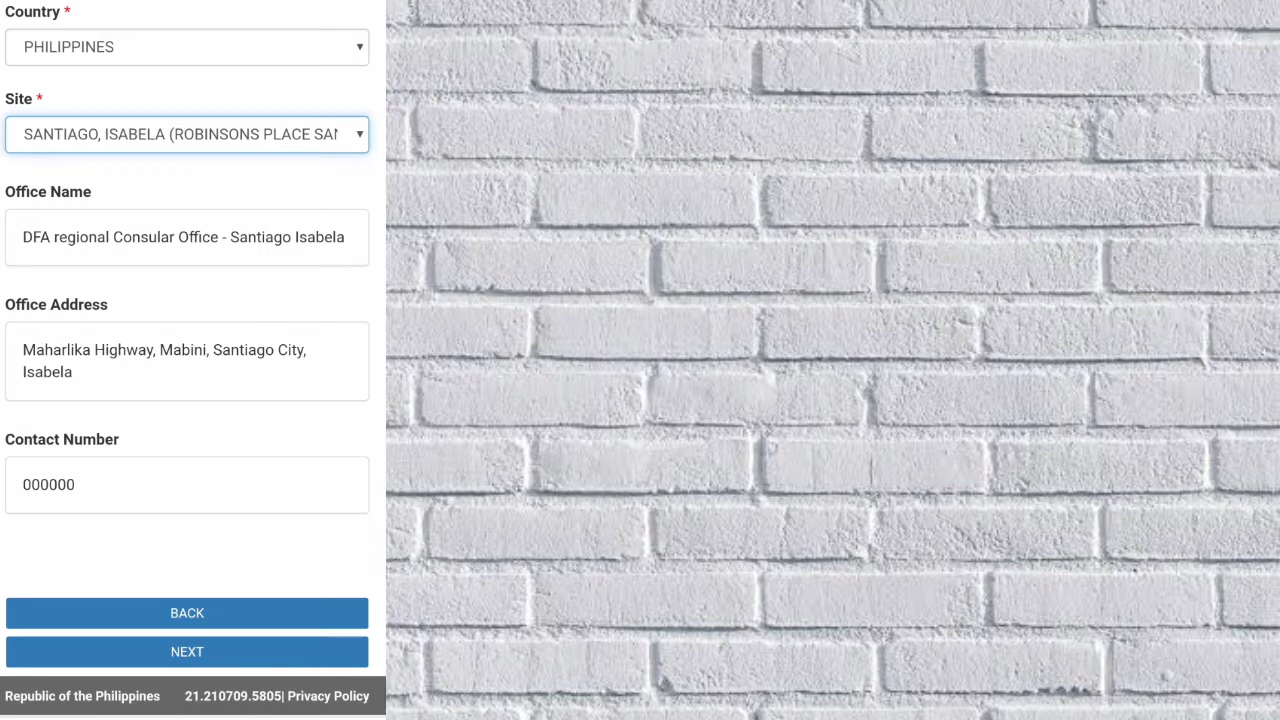 Country *
PHILIPPINES
Site *
SANTIAGO, ISABELA (ROBINSONS PLACE
Office Name
DFA regional Consular Office - Santiago Isabela
Office Address
Maharlika Highway, Mabini, Santiago City,
Isabela
Contact Number
000000
BACK
NEXT
Republic of the Philippines 21.210709.5805| Privacy Policy